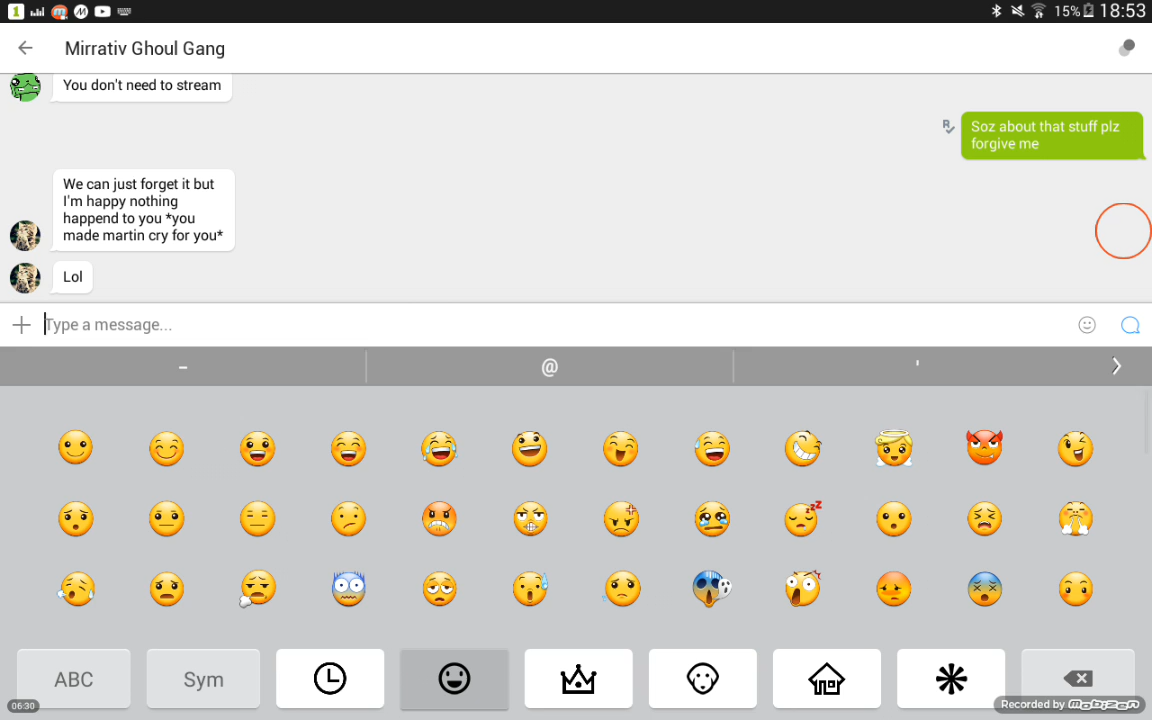 1 15% 18:53
Mirrativ Ghoul Gang
You don't need to stream
R
Soz about that stuff plz
forgive me
We can just forget it but
I'm happy nothing
happend to you *you
made martin cry for you*
Lol
Type a message...
- @ '
ABC Sym
06:30 Recorded by mobizen